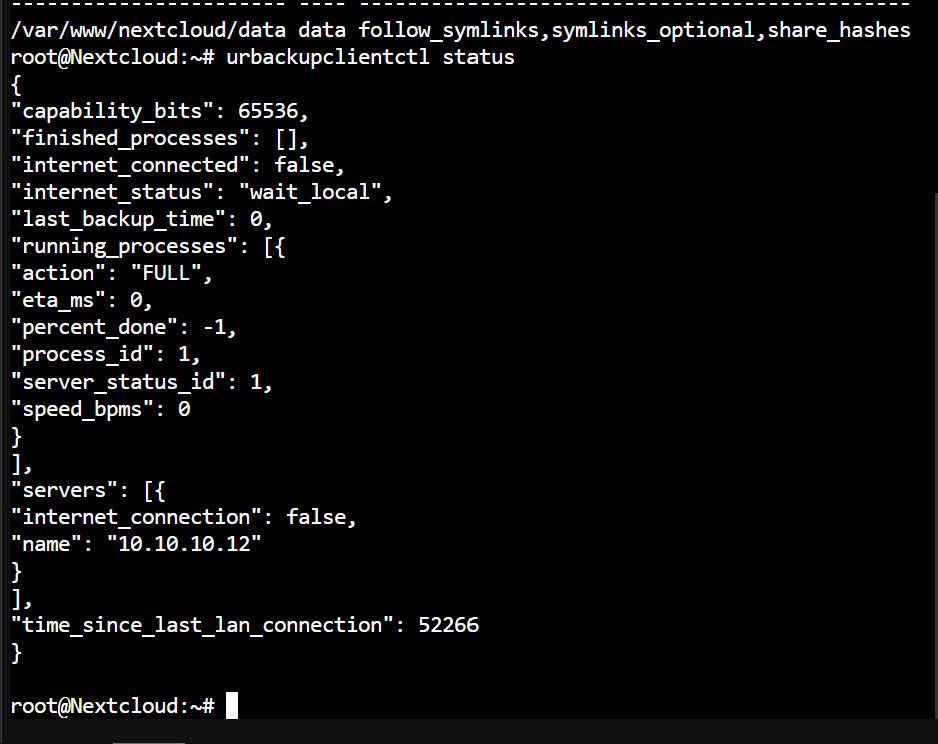 ----------------------- ---- ----------------------------------------------
/var/www/nextcloud/data data follow_symlinks,symlinks_optional,share_hashes
root@Nextcloud:~# urbackupclientctl status
{
"capability_bits": 65536,
"finished_processes": [],
"internet_connected": false,
"internet_status": "wait_local",
"last_backup_time": 0,
"running_processes": [{
"action": "FULL",
"eta_ms": 0,
"percent_done": -1,
"process_id": 1,
"server_status_id": 1,
"speed_bpms": 0
}
],
"servers": [{
"internet_connection": false,
"name": "10.10.10.12"
}
],
"time_since_last_lan_connection": 52266
}
root@Nextcloud:~#